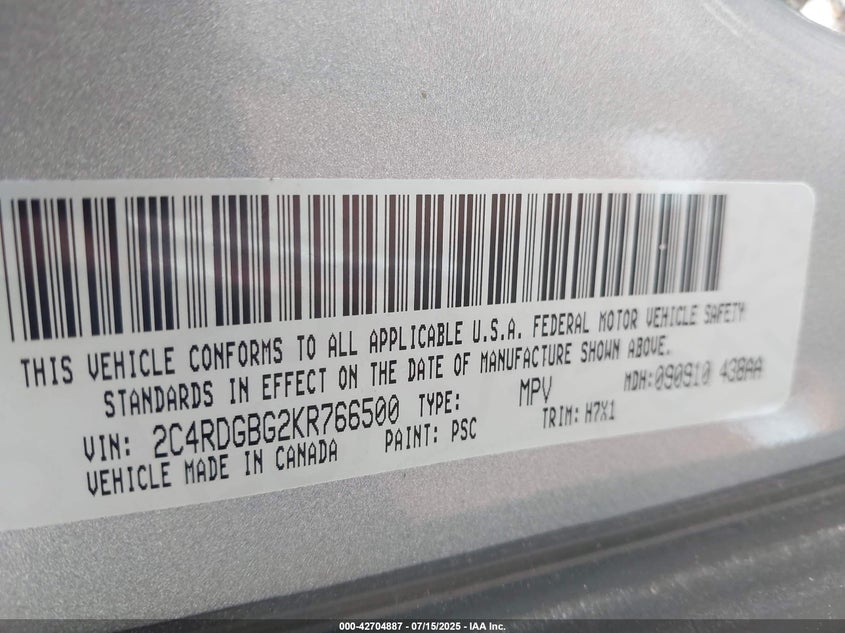 THIS VEHICLE CONFORMS TO ALL APPLICABLE U.S.A. FEDERAL MOTOR VEHICLE SAFETY
STANDARDS IN EFFECT ON THE DATE OF MANUFACTURE SHOWN ABOVE.
MDH:090910 438AA
VIN: 2C4RDGBG2KR766500 TYPE: MPV
VEHICLE MADE IN CANADA PAINT: PSC TRIM: H7X1
000-42704887 - 07/15/2025 - IAA Inc.